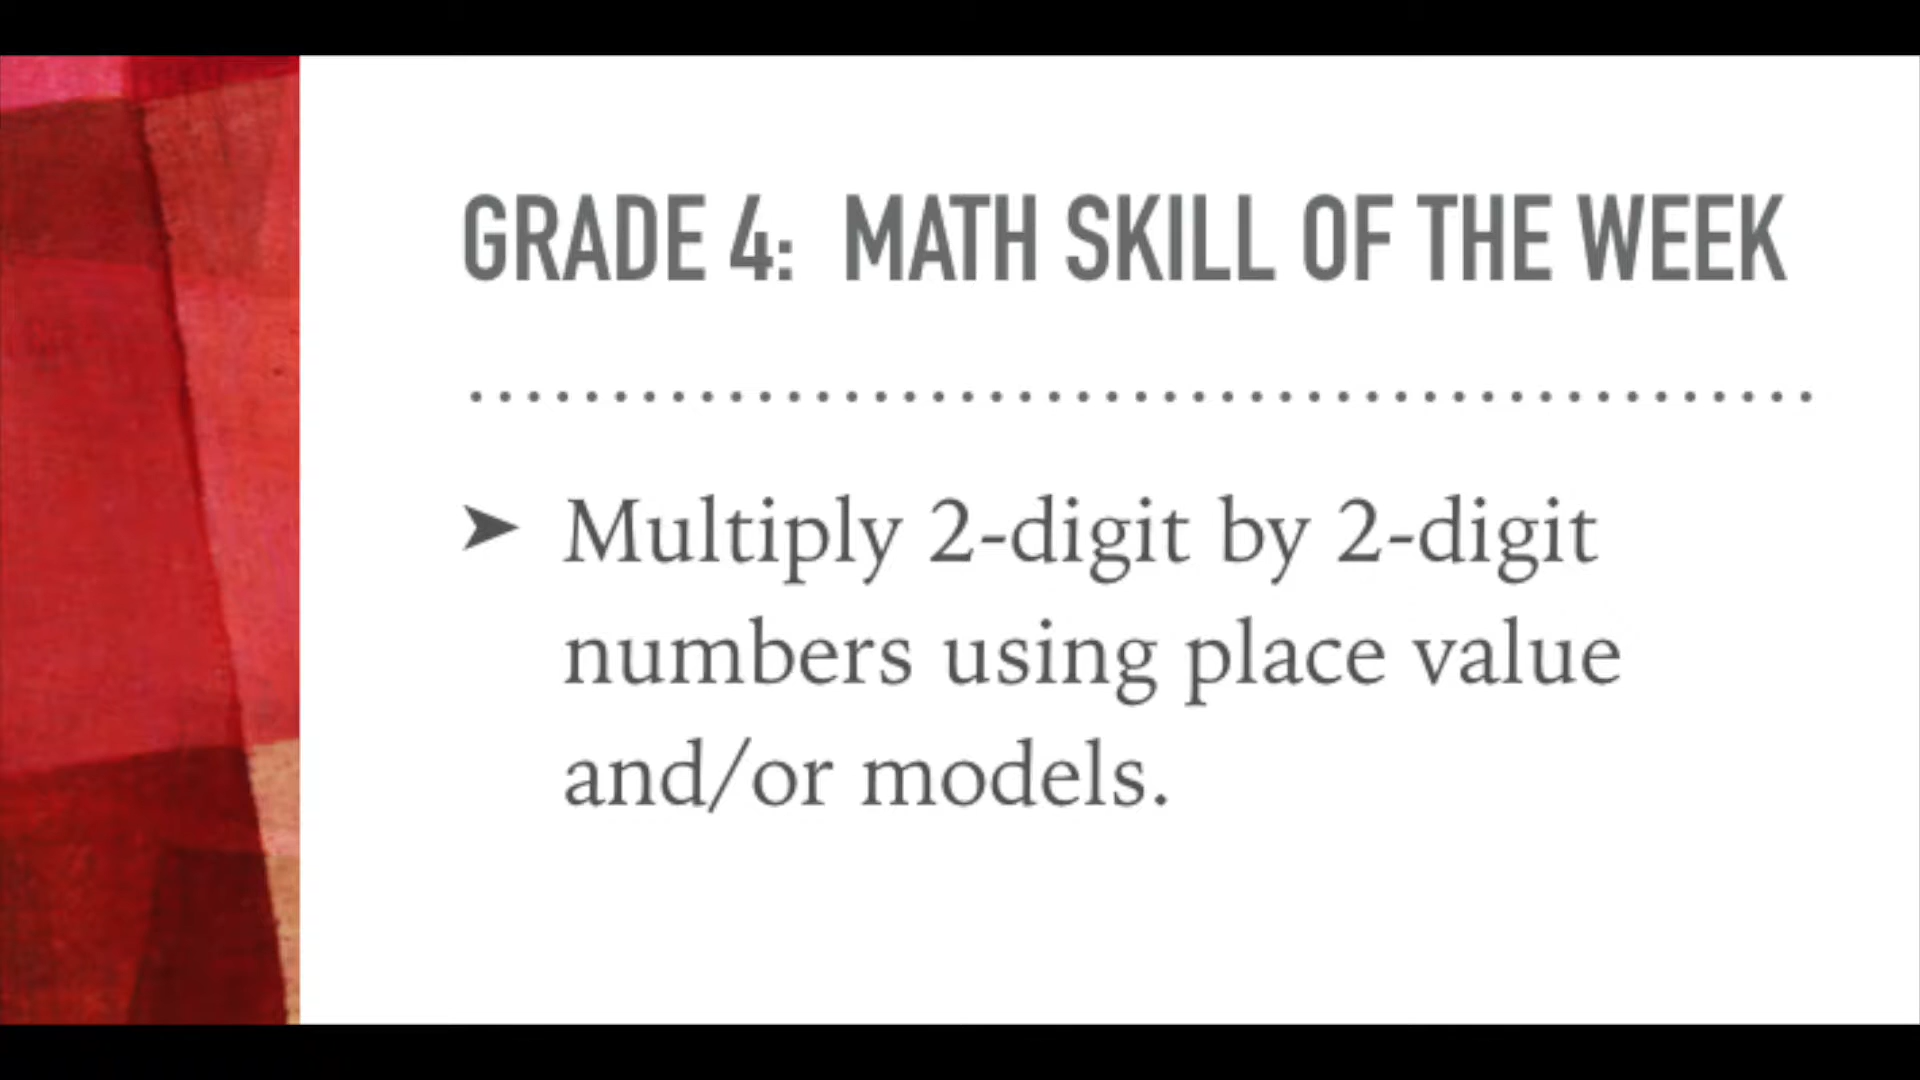 GRADE 4: MATH SKILL OF THE WEEK
➤ Multiply 2-digit by 2-digit
numbers using place value
and/or models.